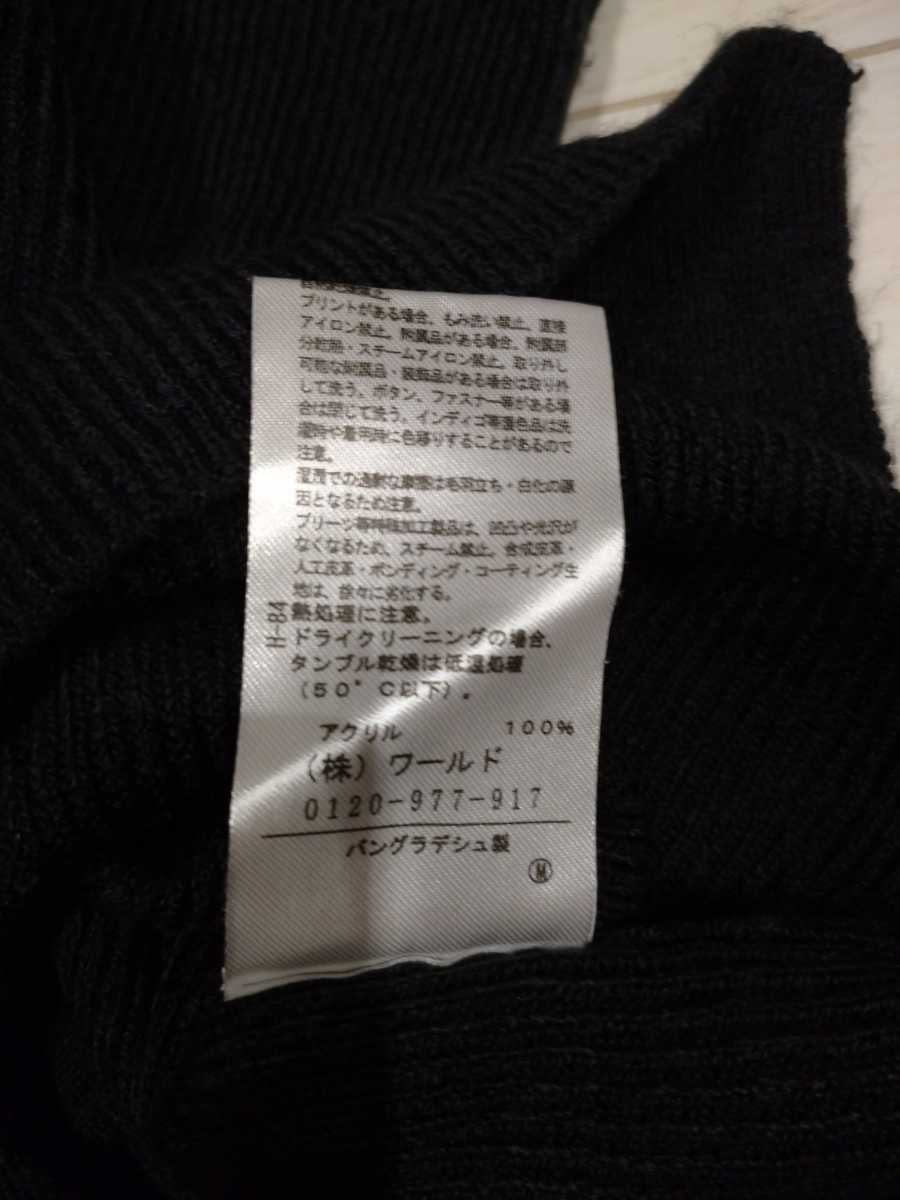 自然乾燥禁止。
プリントがある場合、もみ洗い禁止、直接
アイロン禁止、附属品がある場合、附属部
分乾熱・スチームアイロン禁止、取り外し
可能な附属品・装飾品がある場合は取り外
して洗う、ボタン、ファスナー等がある場
合は閉じて洗う、インディゴ等濃色品は洗
濯時や着用時に色移りすることがあるので
注意。
湿潤での過剰な摩擦は毛羽立ち・白化の原
因となるため注意。
プリーツ等特殊加工製品は、凹凸や光沢が
なくなるため、スチーム禁止、合成皮革・
人工皮革・ボンディング・コーティング生
地は、徐々に劣化する。
熱処理に注意。
H-84
ドライクリーニングの場合、
タンブル乾燥は低温処理
(50°C以下)。
アクリル 100%
(株)ワールド
0120-977-917
バングラデシュ製
Ⓜ